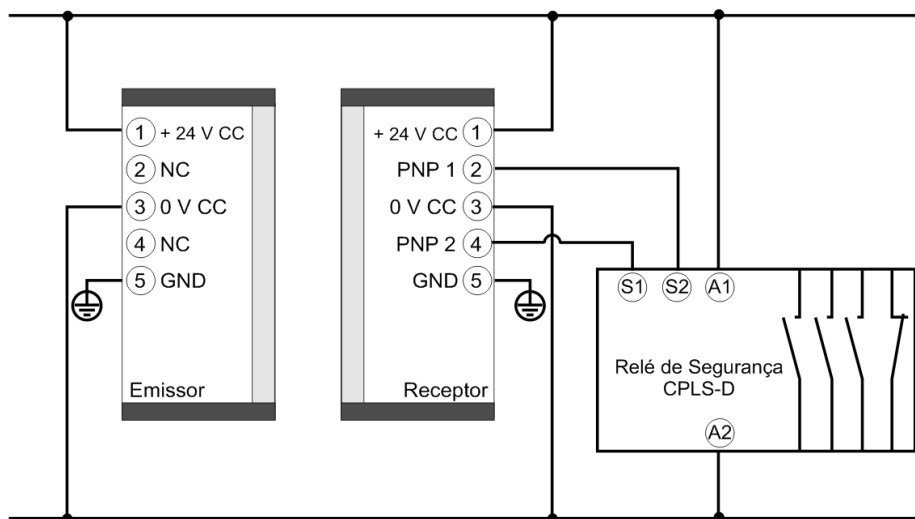 1 + 24 V CC
2 NC
3 0 V CC
4 NC
5 GND
Emissor
+ 24 V CC 1
PNP 1 2
0 V CC 3
PNP 2 4
GND 5
Receptor
S1 S2 A1
Relé de Segurança
CPLS-D
A2